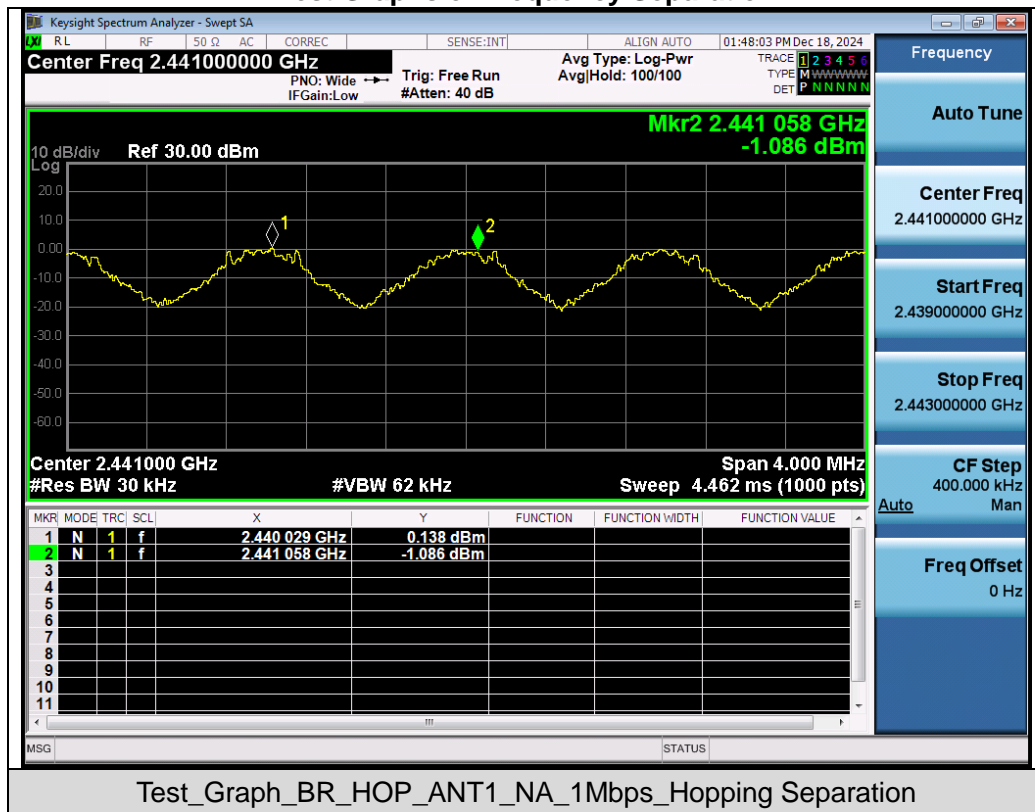 Keysight Spectrum Analyzer - Swept SA
LXI RL RF 50 Ω AC CORREC SENSE:INT ALIGN AUTO 01:48:03 PM Dec 18, 2024
Center Freq 2.441000000 GHz
PNO: Wide
IFGain:Low
Trig: Free Run
#Atten: 40 dB
Avg Type: Log-Pwr
Avg|Hold: 100/100
TRACE 1 2 3 4 5 6
TYPE M WWWWW
DET P N N N N N
Mkr2 2.441 058 GHz
-1.086 dBm
10 dB/div Ref 30.00 dBm
Log
20.0
10.0
0.00
-10.0
-20.0
-30.0
-40.0
-50.0
-60.0
1
2
Center 2.441000 GHz Span 4.000 MHz
#Res BW 30 kHz #VBW 62 kHz Sweep 4.462 ms (1000 pts)
MKR MODE TRC SCL X Y FUNCTION FUNCTION WIDTH FUNCTION VALUE
1 N 1 f 2.440 029 GHz 0.138 dBm
2 N 1 f 2.441 058 GHz -1.086 dBm
3
4
5
6
7
8
9
10
11
MSG STATUS
Frequency
Auto Tune
Center Freq
2.441000000 GHz
Start Freq
2.439000000 GHz
Stop Freq
2.443000000 GHz
CF Step
400.000 kHz
Auto Man
Freq Offset
0 Hz
Test_Graph_BR_HOP_ANT1_NA_1Mbps_Hopping Separation